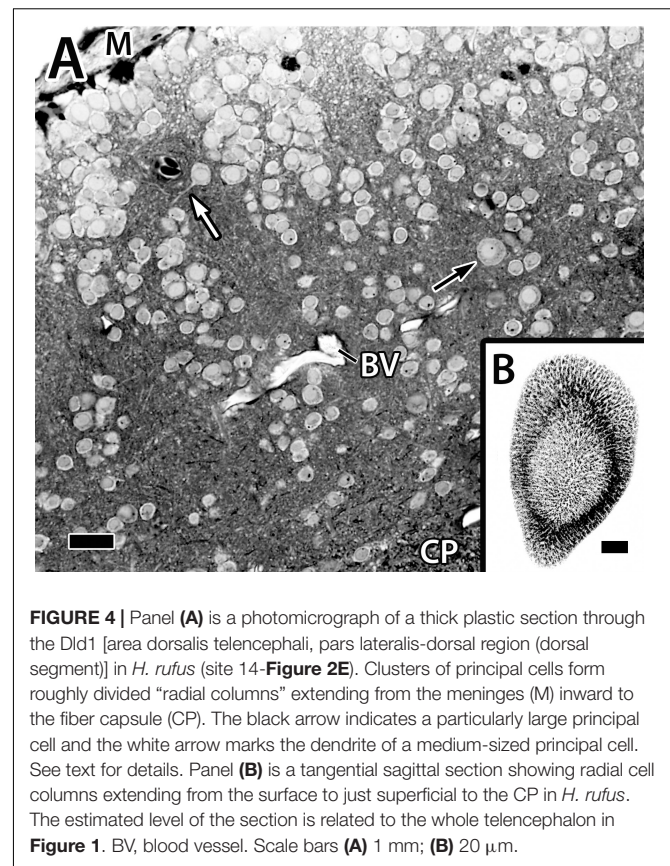 A
M
BV
B
CP
FIGURE 4 | Panel (A) is a photomicrograph of a thick plastic section through
the Dld1 [area dorsalis telencephali, pars lateralis-dorsal region (dorsal
segment)] in H. rufus (site 14-Figure 2E). Clusters of principal cells form
roughly divided “radial columns” extending from the meninges (M) inward to
the fiber capsule (CP). The black arrow indicates a particularly large principal
cell and the white arrow marks the dendrite of a medium-sized principal cell.
See text for details. Panel (B) is a tangential sagittal section showing radial cell
columns extending from the surface to just superficial to the CP in H. rufus.
The estimated level of the section is related to the whole telencephalon in
Figure 1. BV, blood vessel. Scale bars (A) 1 mm; (B) 20 μm.